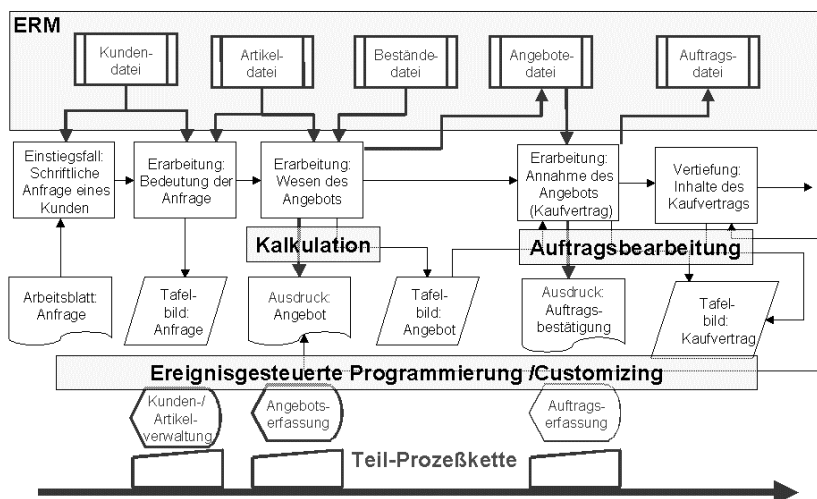 ERM
Kunden-
datei
Artikel-
datei
Bestände-
datei
Angebote-
datei
Auftrags-
datei
Einstiegsfall:
Schriftliche
Anfrage eines
Kunden
Erarbeitung:
Bedeutung der
Anfrage
Erarbeitung:
Wesen des
Angebots
Erarbeitung:
Annahme des
Angebots
(Kaufvertrag)
Vertiefung:
Inhalte des
Kaufvertrags
Kalkulation
Auftragsbearbeitung
Arbeitsblatt:
Anfrage
Tafel-
bild:
Anfrage
Ausdruck:
Angebot
Tafel-
bild:
Angebot
Ausdruck:
Auftrags-
bestätigung
Tafel-
bild:
Kaufvertrag
Ereignisgesteuerte Programmierung /Customizing
Kunden-/
Artikel-
verwaltung
Angebots-
erfassung
Auftrags-
erfassung
Teil-Prozeßkette